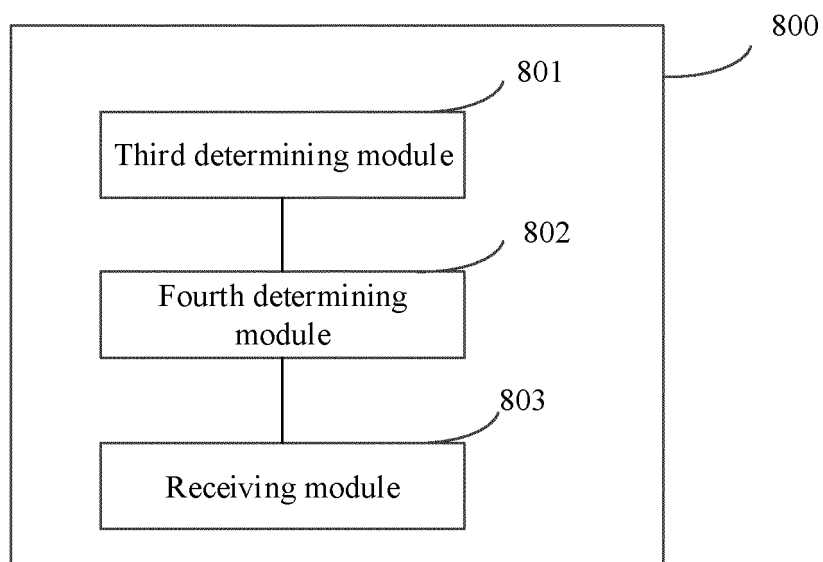 800
801
Third determining module
802
Fourth determining
module
803
Receiving module